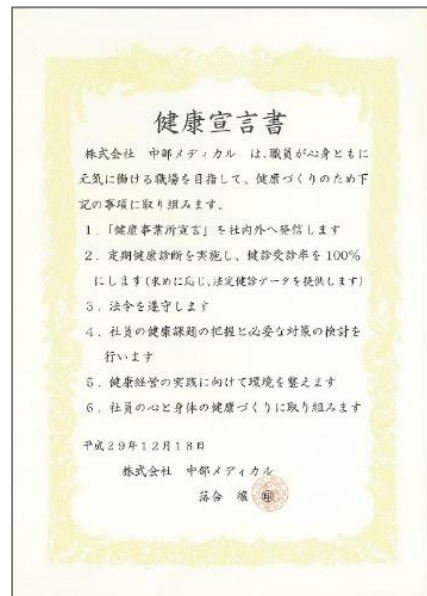 健康宣言書
株式会社 中部メディカル は、職員が心身ともに
元気に働ける職場を目指して、健康づくりのため下
記の事項に取り組みます。
1．「健康事業所宣言」を社内外へ発信します
2．定期健康診断を実施し、健診受診率を100%
にします(求めに応じ、法定健診データを提供します)
3．法令を遵守します
4．社員の健康課題の把握と必要な対策の検討を
行います
5．健康経営の実践に向けて環境を整えます
6．社員の心と身体の健康づくりに取り組みます
平成29年12月18日
株式会社 中部メディカル
落合 穣 ㊞